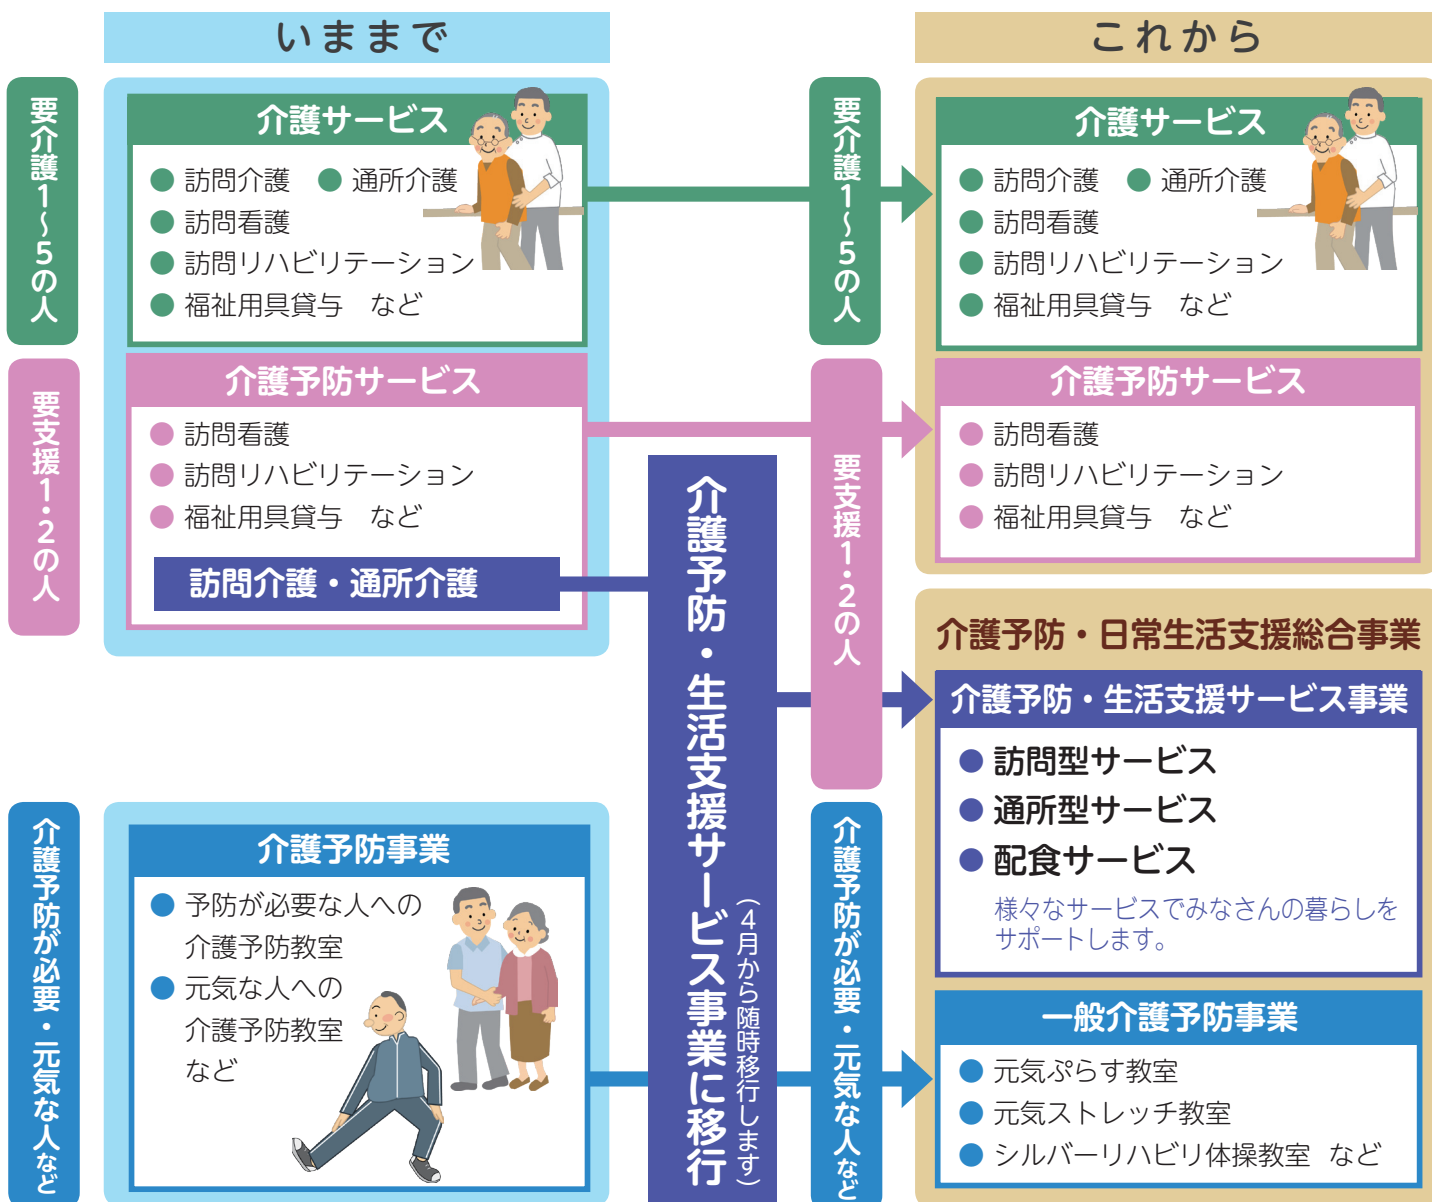 いままで
要介護1～5の人
介護サービス
● 訪問介護 ● 通所介護
● 訪問看護
● 訪問リハビリテーション
● 福祉用具貸与　など
要支援1・2の人
介護予防サービス
● 訪問看護
● 訪問リハビリテーション
● 福祉用具貸与　など
訪問介護・通所介護
介護予防が必要・元気な人など
介護予防事業
● 予防が必要な人への
介護予防教室
● 元気な人への
介護予防教室
など
介護予防・生活支援サービス事業に移行
（4月から随時移行します）
これから
要介護1～5の人
介護サービス
● 訪問介護 ● 通所介護
● 訪問看護
● 訪問リハビリテーション
● 福祉用具貸与　など
要支援1・2の人
介護予防サービス
● 訪問看護
● 訪問リハビリテーション
● 福祉用具貸与　など
介護予防・日常生活支援総合事業
介護予防・生活支援サービス事業
● 訪問型サービス
● 通所型サービス
● 配食サービス
様々なサービスでみなさんの暮らしを
サポートします。
介護予防が必要・元気な人など
一般介護予防事業
● 元気ぷらす教室
● 元気ストレッチ教室
● シルバーリハビリ体操教室　など